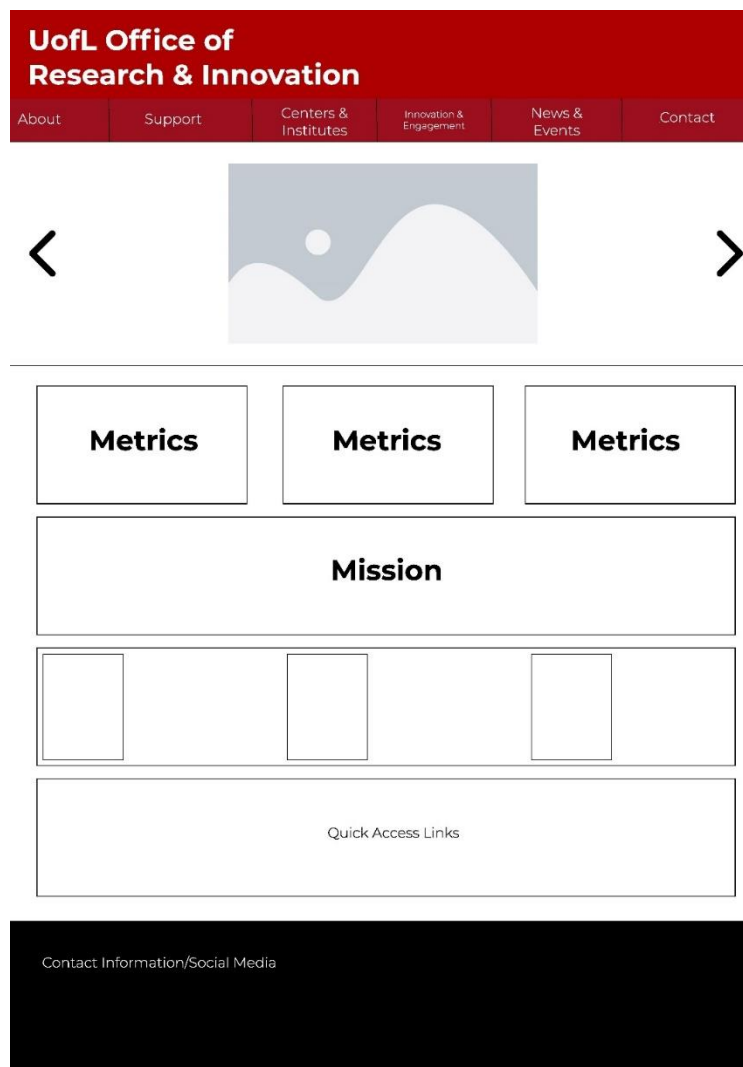 UofL Office of
Research & Innovation
About
Support
Centers &
Institutes
Innovation &
Engagement
News &
Events
Contact
Metrics
Metrics
Metrics
Mission
Quick Access Links
Contact Information/Social Media